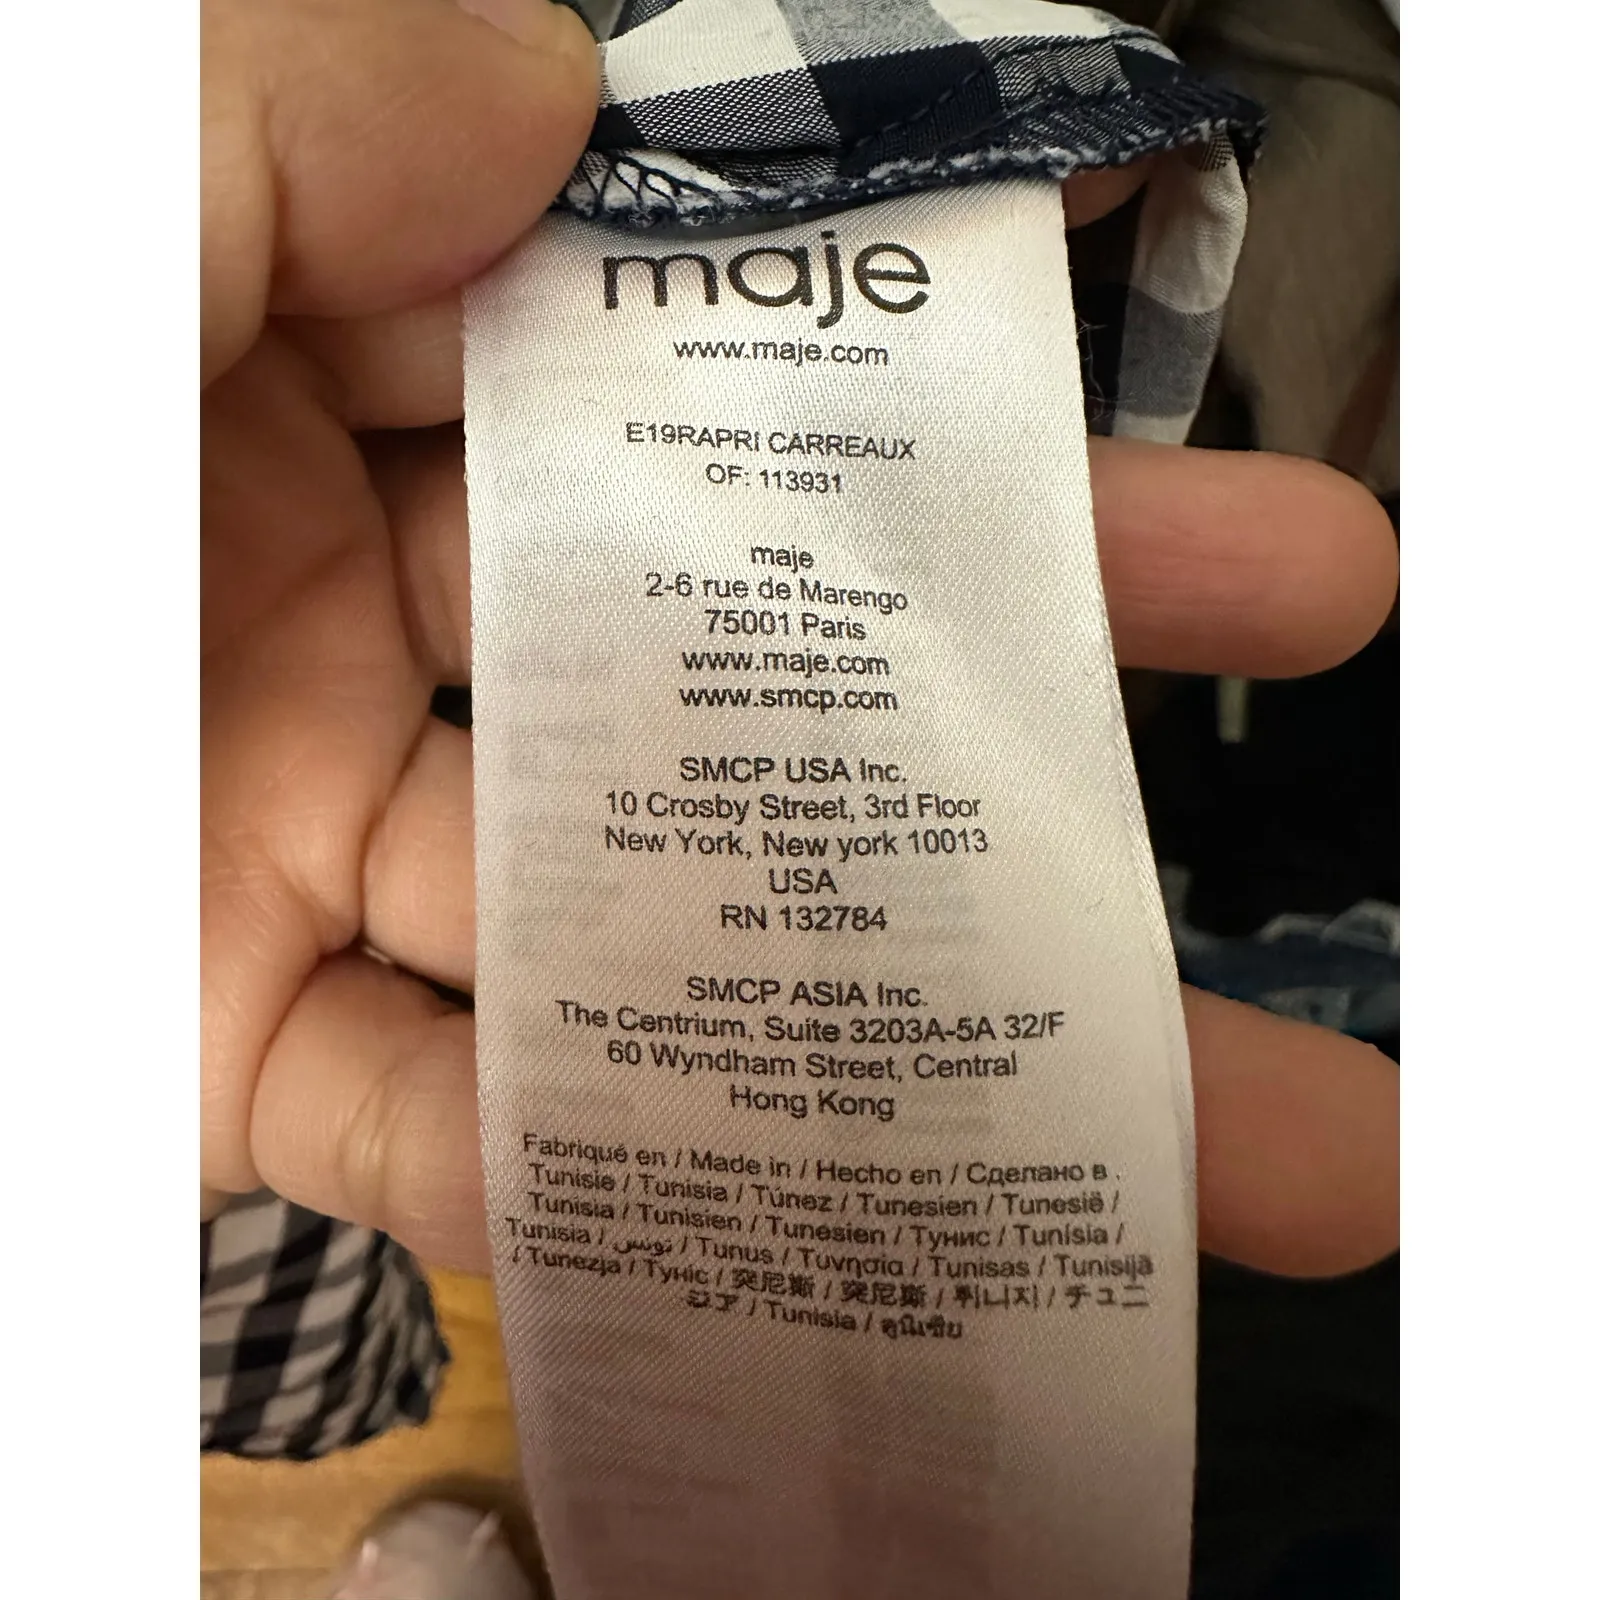 maje
www.maje.com
E19RAPRI CARREAUX
OF: 113931
maje
2-6 rue de Marengo
75001 Paris
www.maje.com
www.smcp.com
SMCP USA Inc.
10 Crosby Street, 3rd Floor
New York, New york 10013
USA
RN 132784
SMCP ASIA Inc.
The Centrium, Suite 3203A-5A 32/F
60 Wyndham Street, Central
Hong Kong
Fabriqué en / Made in / Hecho en / Сделано в .
Tunisie / Tunisia / Túnez / Tunesien / Tunesië /
Tunísia / Tunisien / Tunesien / Тунис / Tunísia /
Tunisia / تونس / Tunus / Τυνησία / Tunisas / Tunisijā
/ Tunezja / Туніс / 突尼斯 / 突尼斯 / 튀니지 / チュニ
ジア / Tunisia / ตูนิเซีย